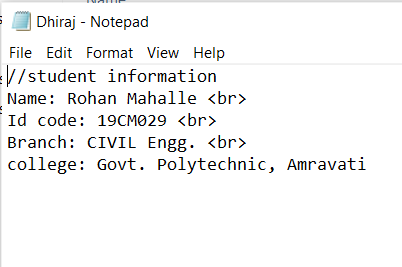 Dhiraj - Notepad
File Edit Format View Help
//student information
Name: Rohan Mahalle <br>
Id code: 19CM029 <br>
Branch: CIVIL Engg. <br>
college: Govt. Polytechnic, Amravati